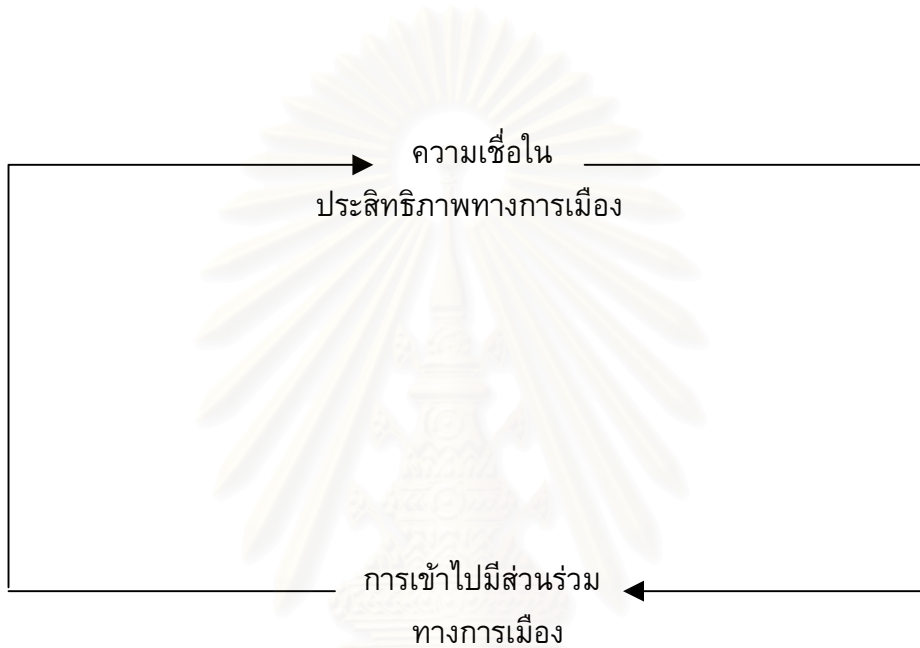 ความเชื่อใน
ประสิทธิภาพทางการเมือง
การเข้าไปมีส่วนร่วม
ทางการเมือง